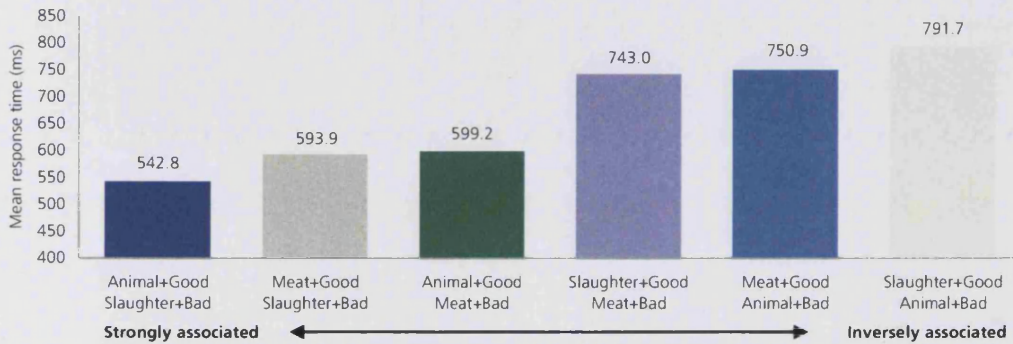 850
800
750
700
650
600
550
500
450
400
Mean response time (ms)
542.8
593.9
599.2
743.0
750.9
791.7
Animal+Good
Slaughter+Bad
Meat+Good
Slaughter+Bad
Animal+Good
Meat+Bad
Slaughter+Good
Meat+Bad
Meat+Good
Animal+Bad
Slaughter+Good
Animal+Bad
Strongly associated
Inversely associated